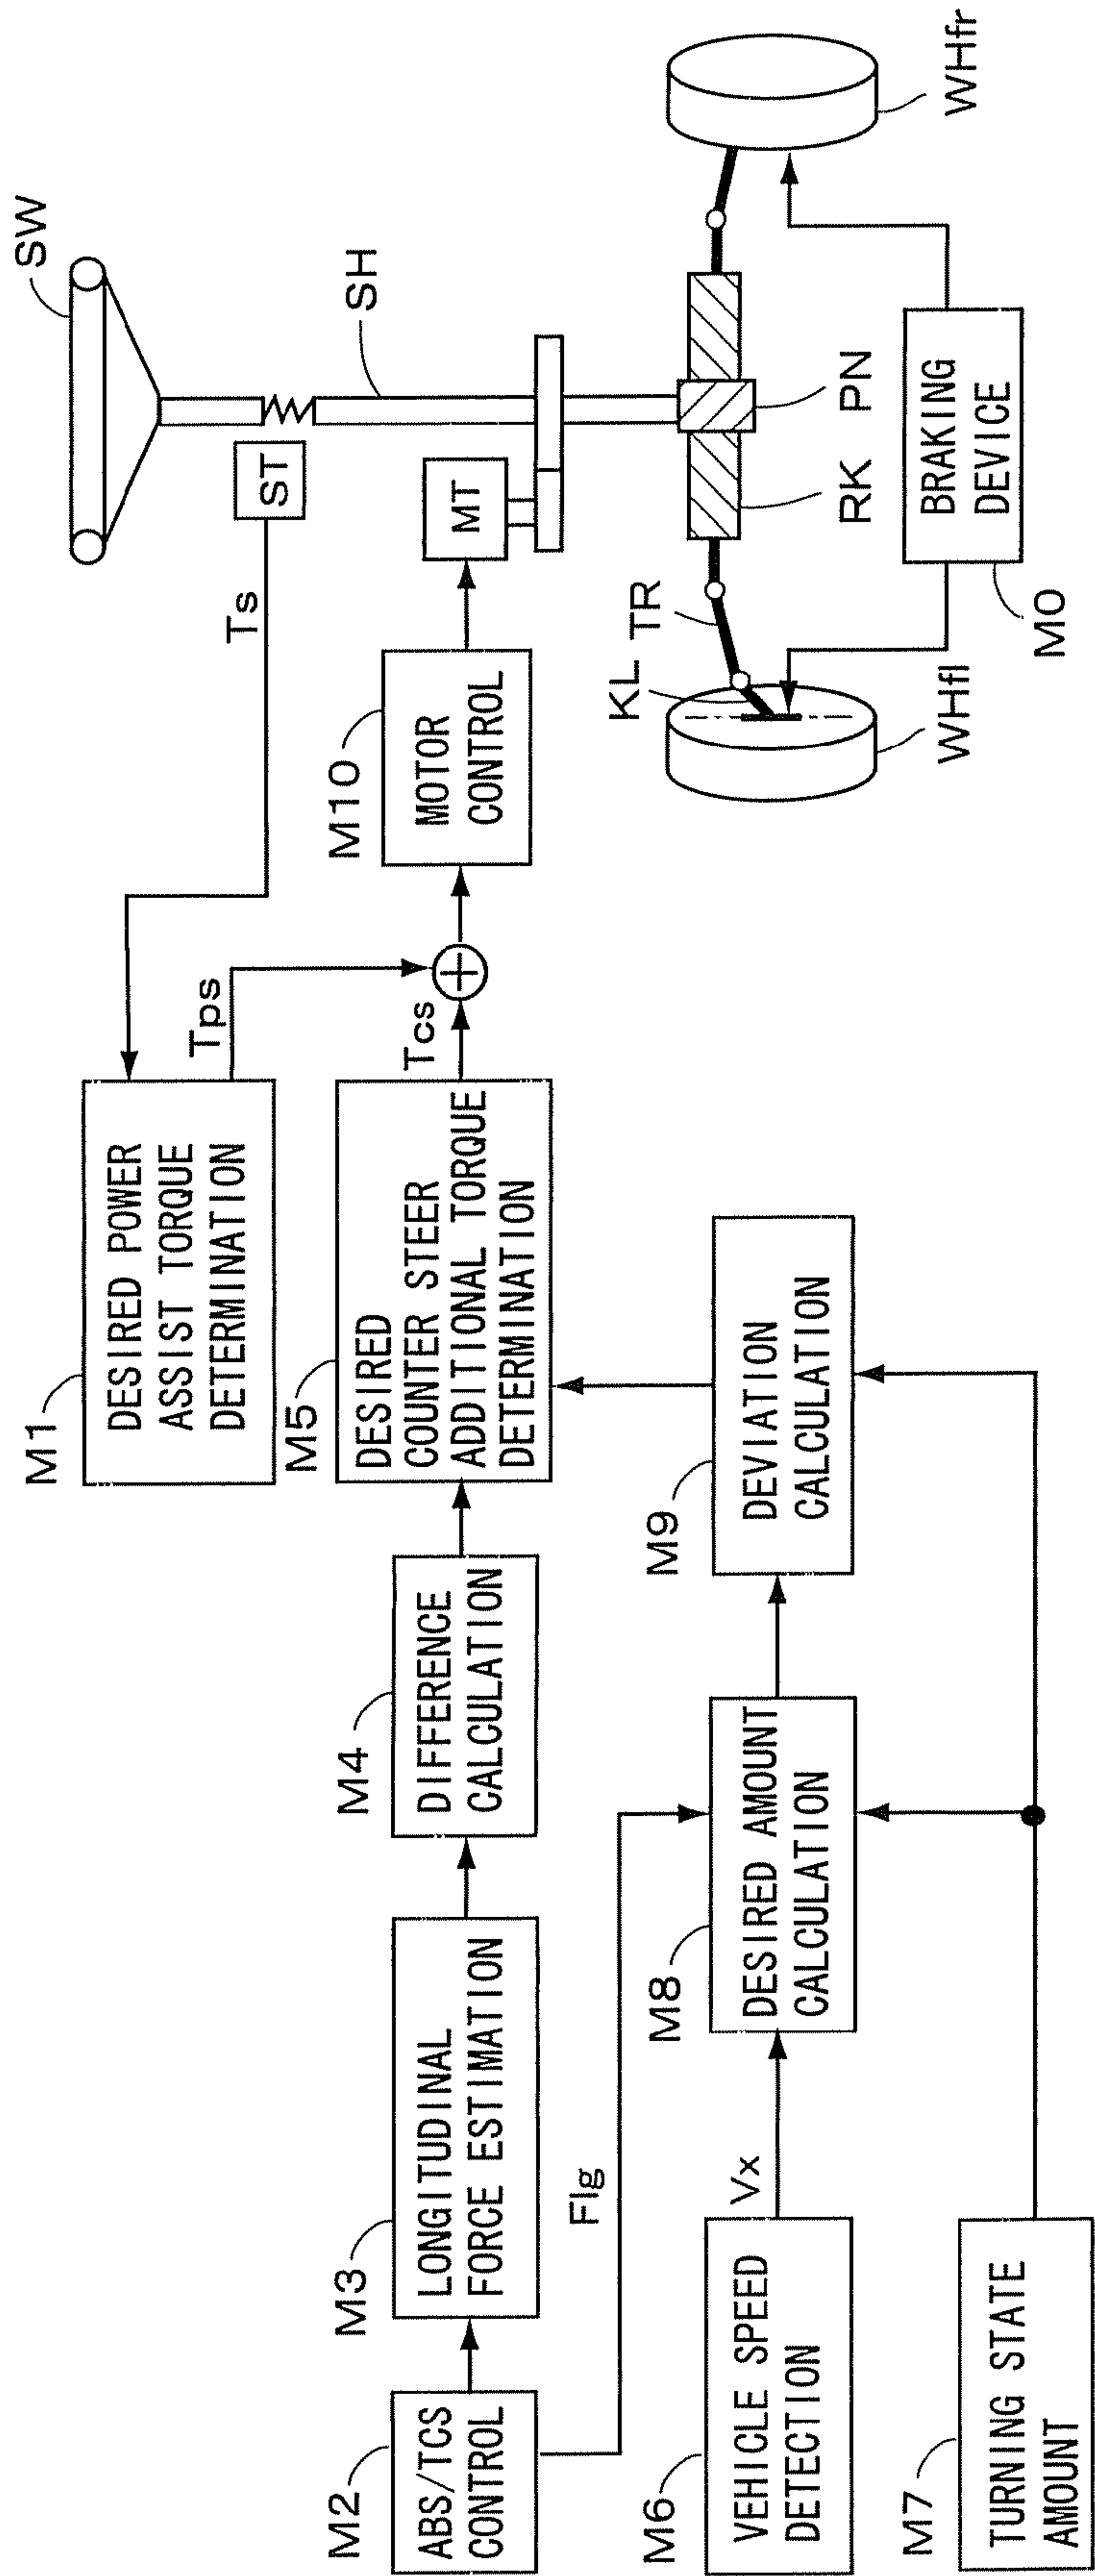 SW
ST
SH
Ts
M1
DESIRED POWER
ASSIST TORQUE
DETERMINATION
Tps
M2
ABS/TCS
CONTROL
M3
LONGITUDINAL
FORCE ESTIMATION
M4
DIFFERENCE
CALCULATION
M5
DESIRED
COUNTER STEER
ADDITIONAL TORQUE
DETERMINATION
Tcs
M10
MOTOR
CONTROL
MT
Flg
M6
VEHICLE SPEED
DETECTION
Vx
M8
DESIRED AMOUNT
CALCULATION
M9
DEVIATION
CALCULATION
M7
TURNING STATE
AMOUNT
KL
TR
RK
PN
WHfl
WHfr
M0
BRAKING
DEVICE